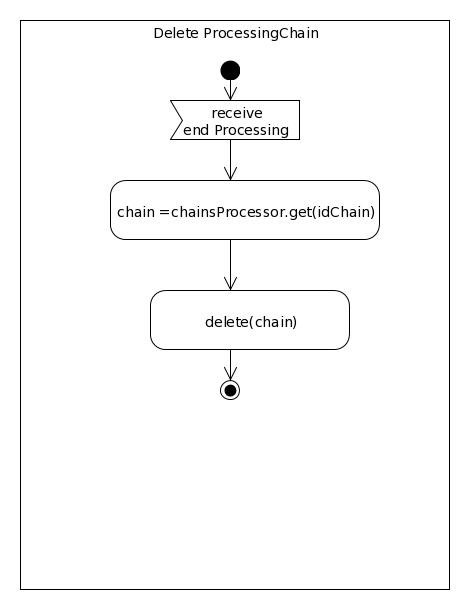 Delete ProcessingChain
receive
end Processing
chain =chainsProcessor.get(idChain)
delete(chain)